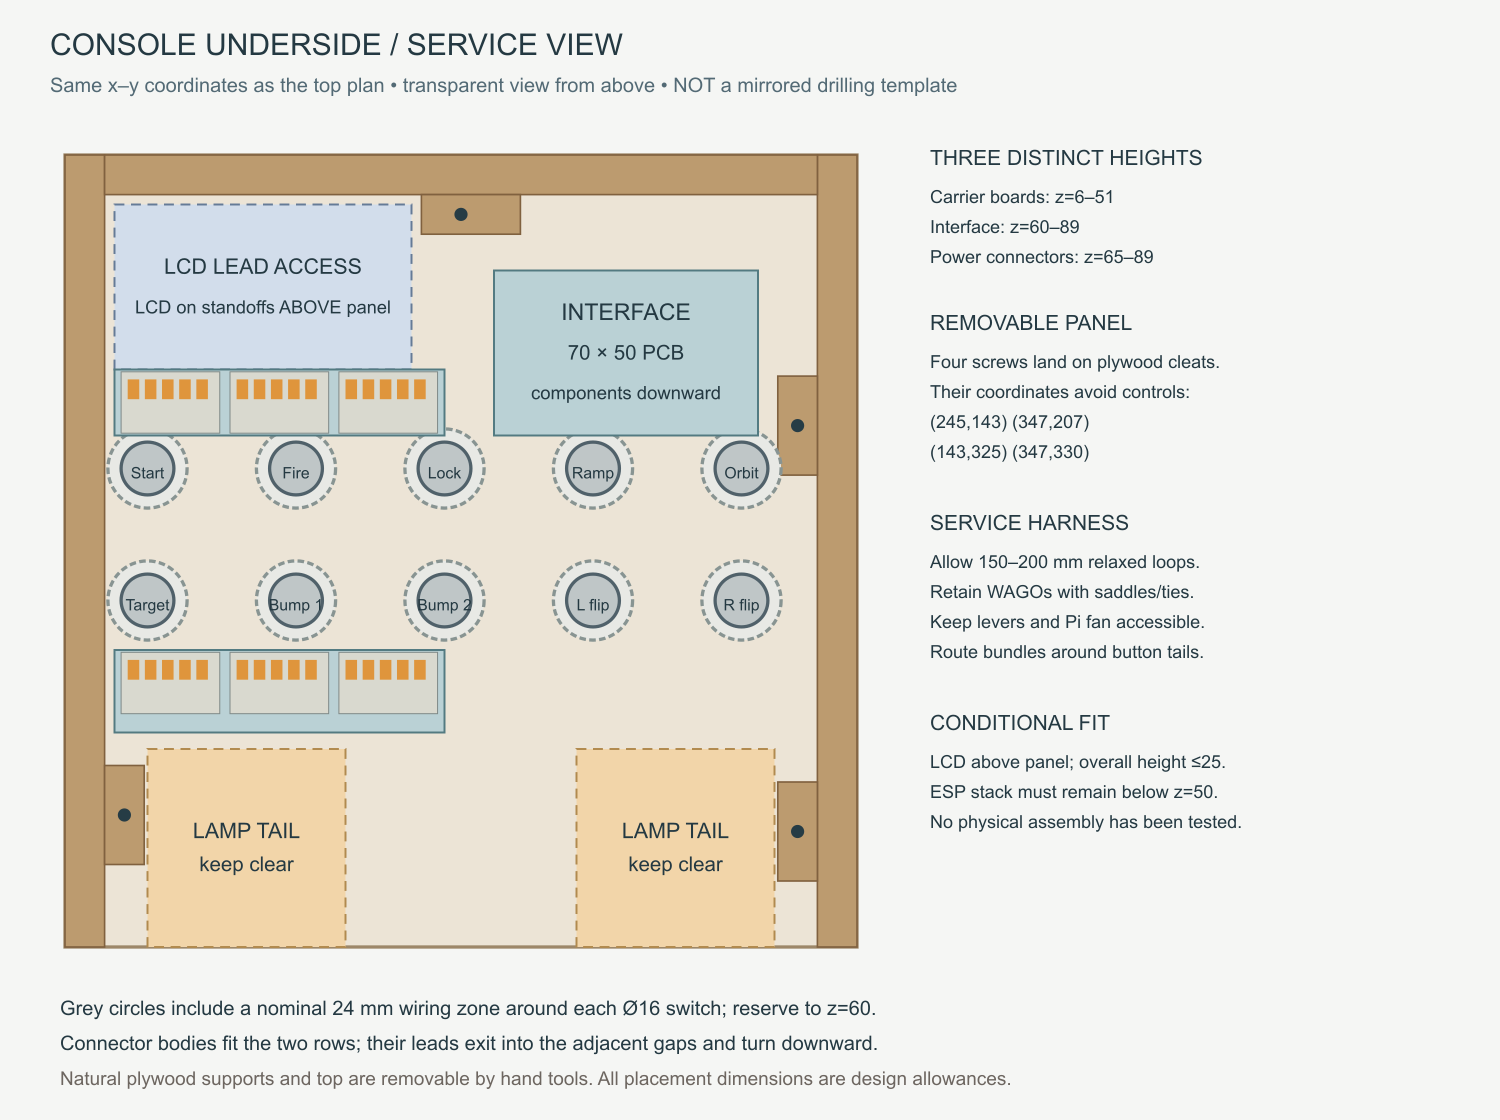 CONSOLE UNDERSIDE / SERVICE VIEW
Same x–y coordinates as the top plan • transparent view from above • NOT a mirrored drilling template
LCD LEAD ACCESS
LCD on standoffs ABOVE panel
INTERFACE
70 × 50 PCB
components downward
Start
Fire
Lock
Ramp
Orbit
Target
Bump 1
Bump 2
L flip
R flip
LAMP TAIL
keep clear
LAMP TAIL
keep clear
THREE DISTINCT HEIGHTS
Carrier boards: z=6–51
Interface: z=60–89
Power connectors: z=65–89
REMOVABLE PANEL
Four screws land on plywood cleats.
Their coordinates avoid controls:
(245,143) (347,207)
(143,325) (347,330)
SERVICE HARNESS
Allow 150–200 mm relaxed loops.
Retain WAGOs with saddles/ties.
Keep levers and Pi fan accessible.
Route bundles around button tails.
CONDITIONAL FIT
LCD above panel; overall height ≤25.
ESP stack must remain below z=50.
No physical assembly has been tested.
Grey circles include a nominal 24 mm wiring zone around each Ø16 switch; reserve to z=60.
Connector bodies fit the two rows; their leads exit into the adjacent gaps and turn downward.
Natural plywood supports and top are removable by hand tools. All placement dimensions are design allowances.